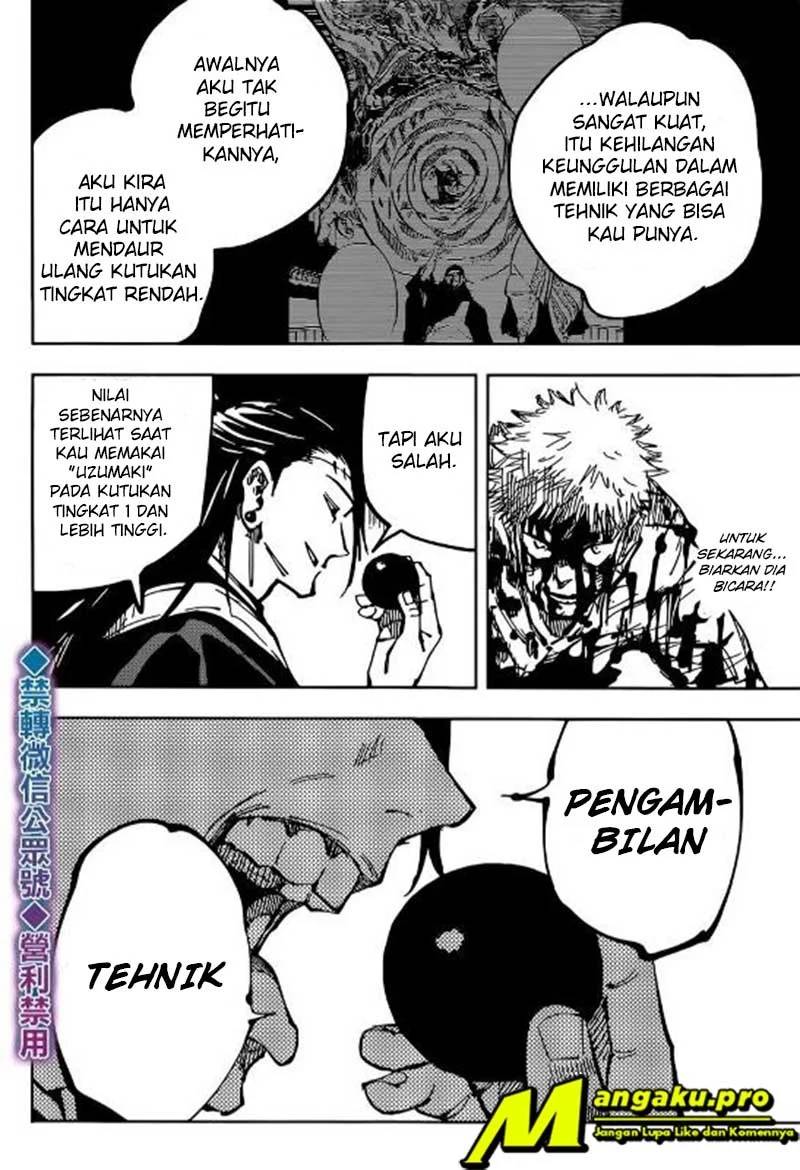 ...WALAUPUN
SANGAT KUAT,
ITU KEHILANGAN
KEUNGGULAN DALAM
MEMILIKI BERBAGAI
TEHNIK YANG BISA
KAU PUNYA.
AWALNYA
AKU TAK
BEGITU
MEMPERHATI-
KANNYA,
AKU KIRA
ITU HANYA
CARA UNTUK
MENDAUR
ULANG KUTUKAN
TINGKAT RENDAH.
UNTUK
SEKARANG...
BIARKAN DIA
BICARA!!
TAPI AKU
SALAH.
NILAI
SEBENARNYA
TERLIHAT SAAT
KAU MEMAKAI
"UZUMAKI"
PADA KUTUKAN
TINGKAT 1 DAN
LEBIH TINGGI.
PENGAM-
BILAN
TEHNIK
◆禁轉微信公眾號◆營利禁用
Mangaku.pro
Jangan Lupa Like dan Komennya